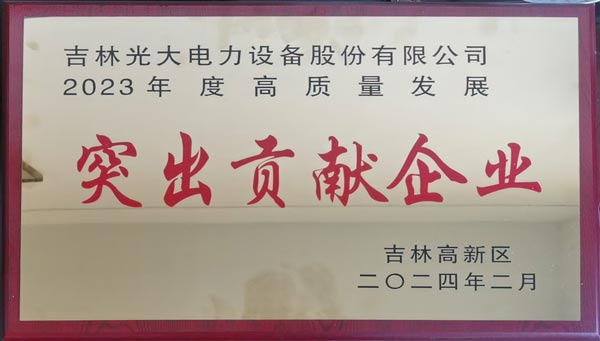 吉林光大电力设备股份有限公司
2023年度高质量发展
突出贡献企业
吉林高新区
二〇二四年二月